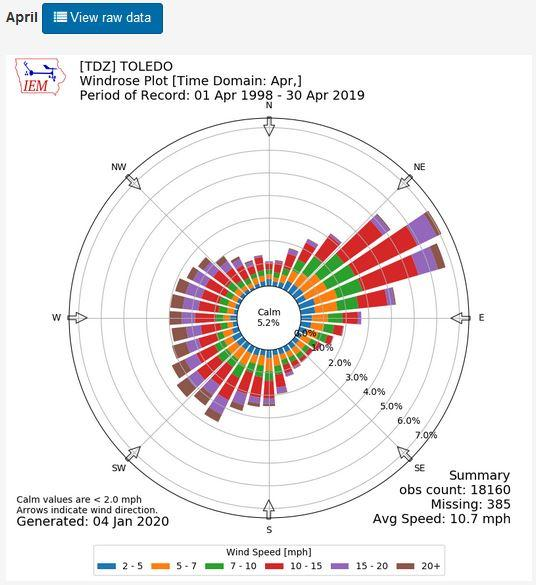 April View raw data
IEM
[TDZ] TOLEDO
Windrose Plot [Time Domain: Apr,]
Period of Record: 01 Apr 1998 - 30 Apr 2019
N
NW
NE
Calm
5.2%
W
E
0.0%
1.0%
2.0%
3.0%
4.0%
5.0%
6.0%
7.0%
SW
SE
S
Summary
obs count: 18160
Missing: 385
Avg Speed: 10.7 mph
Calm values are < 2.0 mph
Arrows indicate wind direction.
Generated: 04 Jan 2020
Wind Speed [mph]
2 - 5 5 - 7 7 - 10 10 - 15 15 - 20 20+